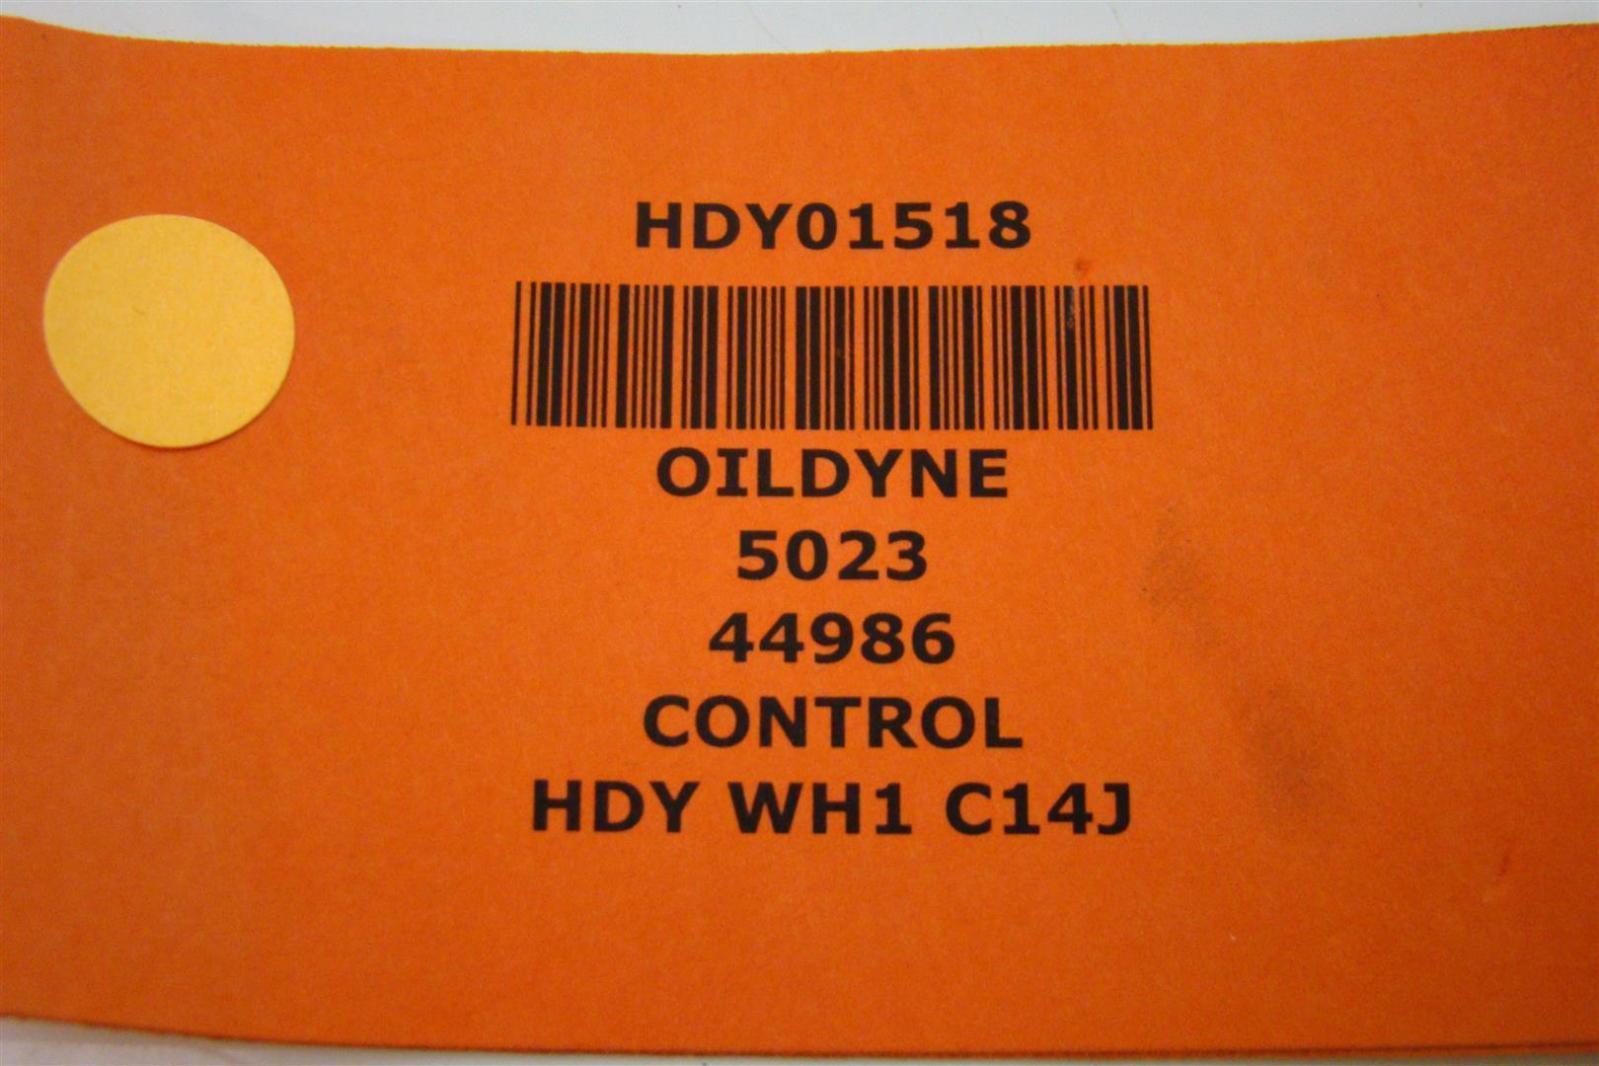 HDY01518
OILDYNE
5023
44986
CONTROL
HDY WH1 C14J